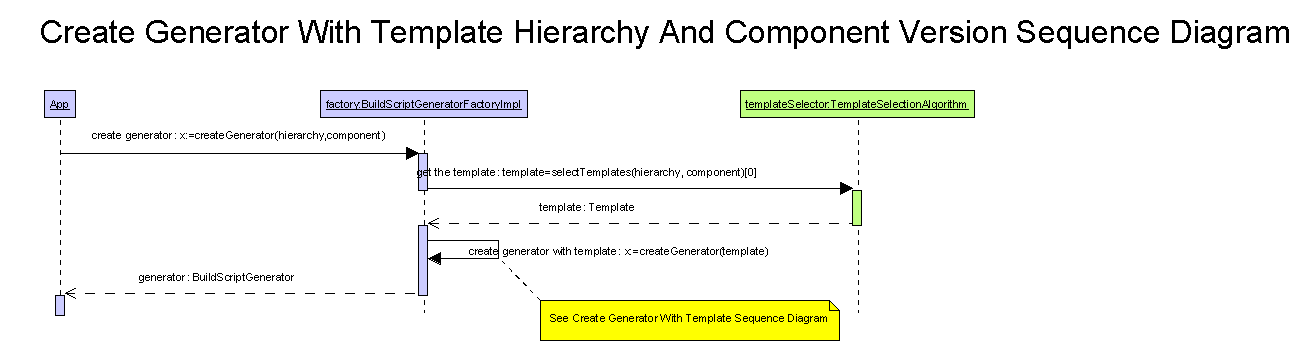 Create Generator With Template Hierarchy And Component Version Sequence Diagram
App
factory:BuildScriptGeneratorFactoryImpl
templateSelector:TemplateSelectionAlgorithm
create generator: x:=createGenerator(hierarchy,component)
get the template: template=selectTemplates(hierarchy, component)[0]
template: Template
create generator with template: x:=createGenerator(template)
generator: BuildScriptGenerator
See Create Generator With Template Sequence Diagram